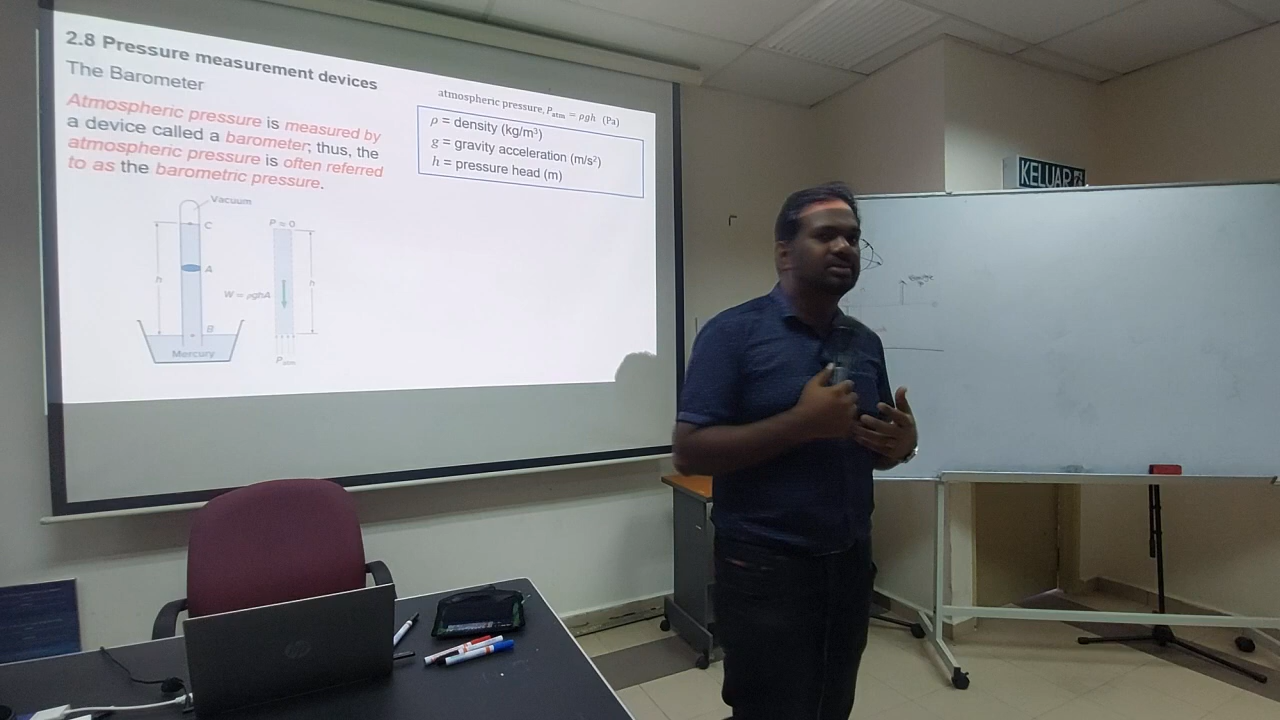 2.8 Pressure measurement devices
The Barometer
Atmospheric pressure is measured by
a device called a barometer; thus, the
atmospheric pressure is often referred
to as the barometric pressure.
atmospheric pressure, Patm = ρgh (Pa)
ρ = density (kg/m³)
g = gravity acceleration (m/s²)
h = pressure head (m)
Vacuum
C
A
h
B
Mercury
P ≈ 0
W = ρghA
h
Patm
KELUAR
hp